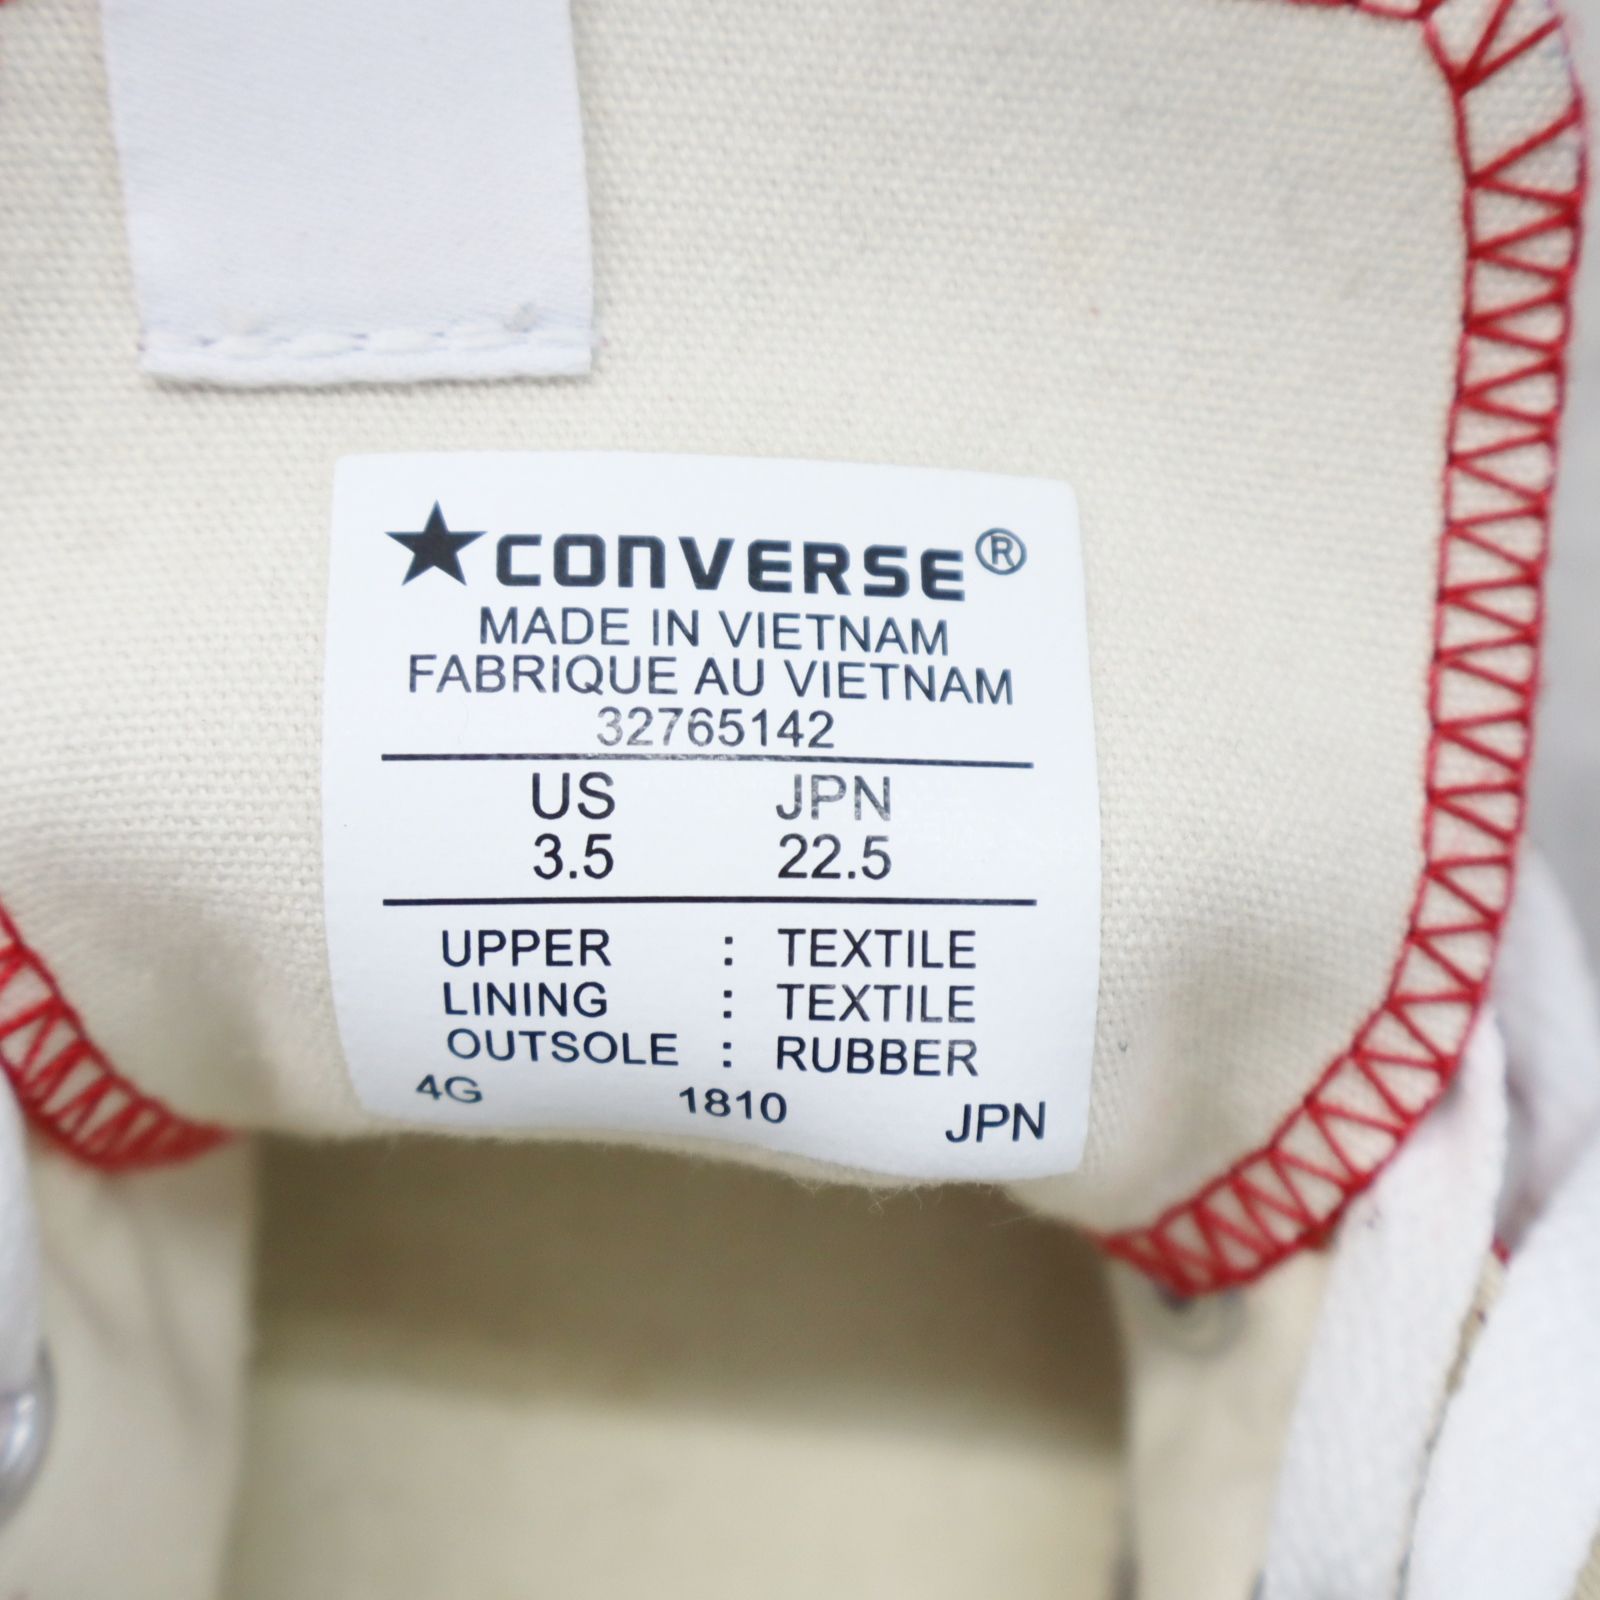 ★CONVERSE®
MADE IN VIETNAM
FABRIQUE AU VIETNAM
32765142
US JPN
3.5 22.5
UPPER : TEXTILE
LINING : TEXTILE
OUTSOLE : RUBBER
4G 1810 JPN